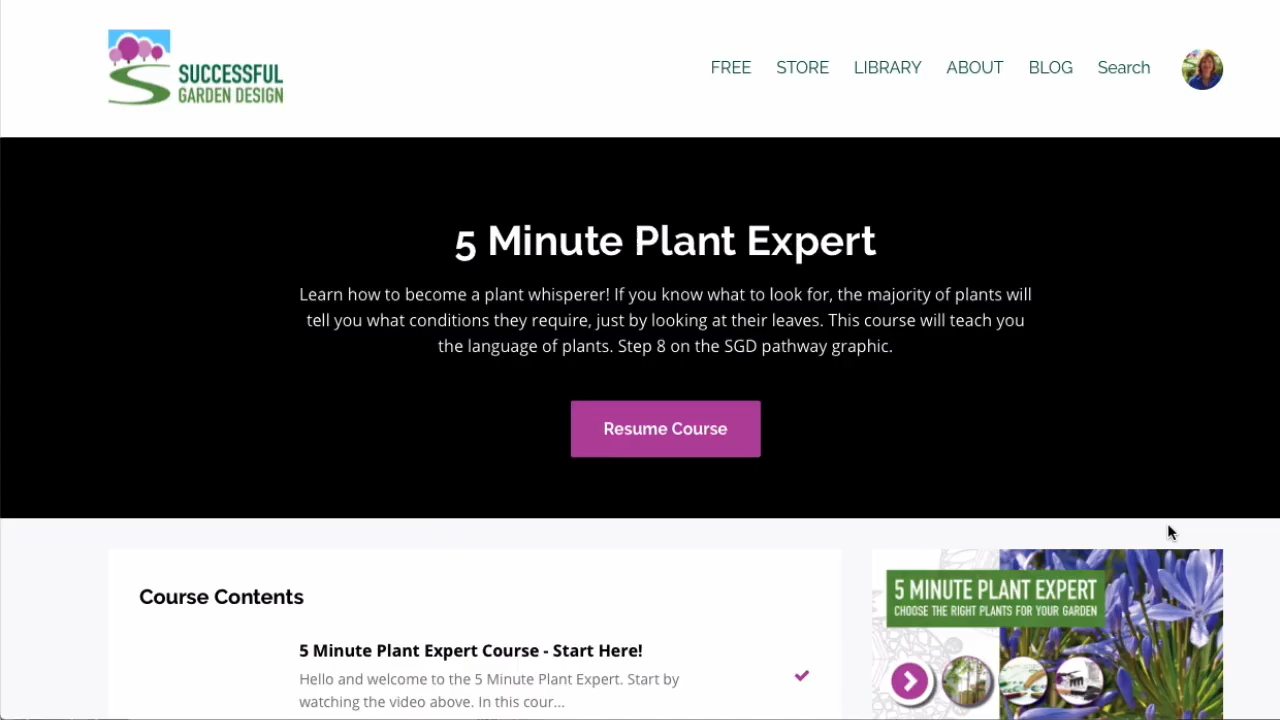 SUCCESSFUL
GARDEN DESIGN
FREE STORE LIBRARY ABOUT BLOG Search
5 Minute Plant Expert
Learn how to become a plant whisperer! If you know what to look for, the majority of plants will
tell you what conditions they require, just by looking at their leaves. This course will teach you
the language of plants. Step 8 on the SGD pathway graphic.
Resume Course
Course Contents
5 Minute Plant Expert Course - Start Here!
Hello and welcome to the 5 Minute Plant Expert. Start by
watching the video above. In this cour...
5 MINUTE PLANT EXPERT
CHOOSE THE RIGHT PLANTS FOR YOUR GARDEN